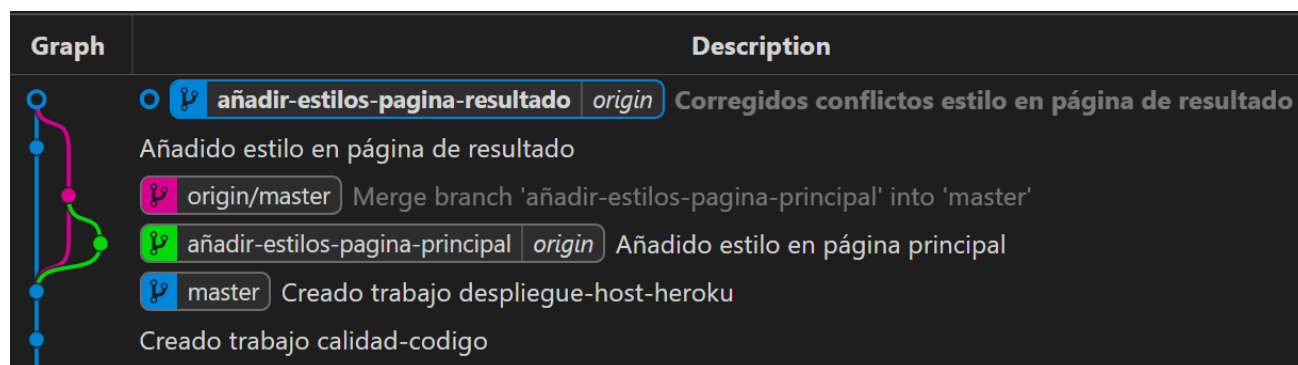 Graph Description
añadir-estilos-pagina-resultado origin Corregidos conflictos estilo en página de resultado
Añadido estilo en página de resultado
origin/master Merge branch 'añadir-estilos-pagina-principal' into 'master'
añadir-estilos-pagina-principal origin Añadido estilo en página principal
master Creado trabajo despliegue-host-heroku
Creado trabajo calidad-codigo